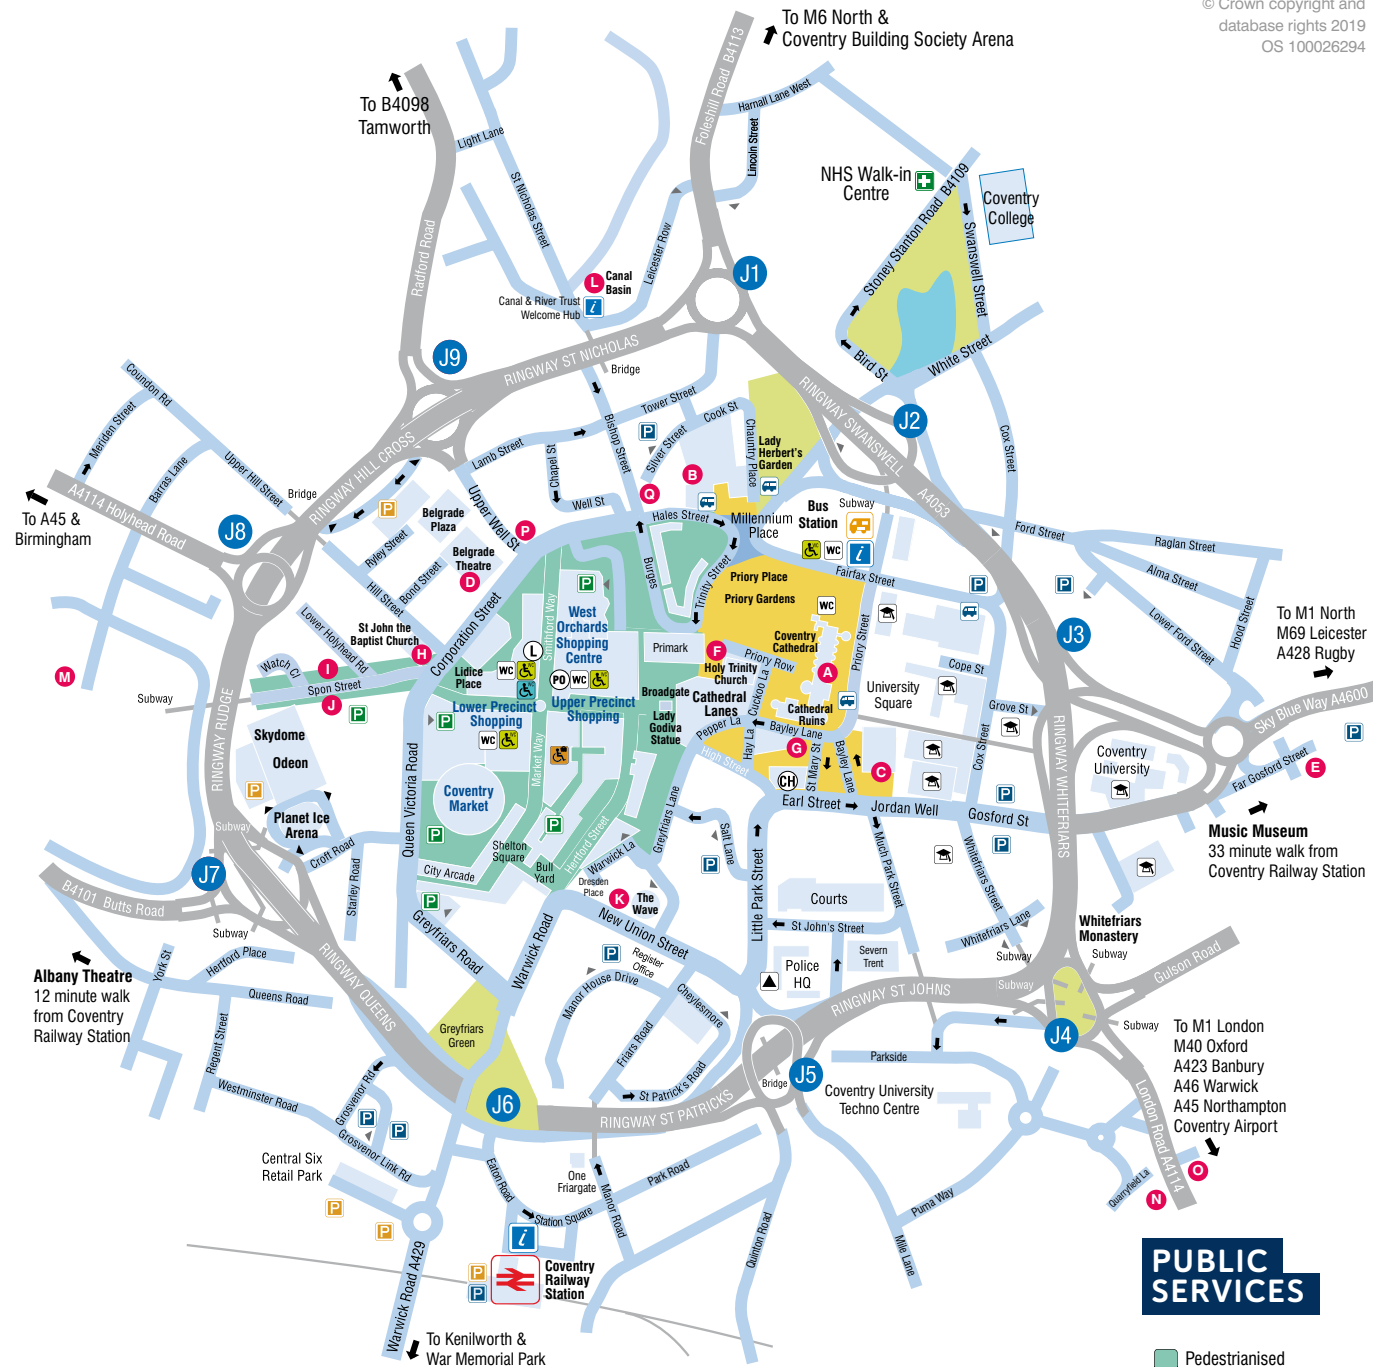 © Crown copyright and
database rights 2019
OS 100026294
To M6 North &
Coventry Building Society Arena
Foleshill Road B4113
Harnall Lane West
Lincoln Street
To B4098
Tamworth
Light Lane
St Nicholas Street
Radford Road
Leicester Row
NHS Walk-in
Centre
Stoney Stanton Road B4109
Coventry
College
Swanswell Street
White Street
Bird St
L
Canal
Basin
Canal & River Trust
Welcome Hub
i
J1
J9
RINGWAY ST NICHOLAS
Bridge
RINGWAY SWANSWELL
J2
A4053
Cox Street
Coundon Rd
Meriden Street
Barras Lane
Upper Hill Street
Bridge
RINGWAY HILL CROSS
A4114 Holyhead Road
To A45 &
Birmingham
J8
Tower Street
Cook St
Silver Street
Bishop Street
Lamb Street
Chapel St
Well St
Chauntry Place
Lady
Herbert's
Garden
P
B
Q
Hales Street
Millennium
Place
Bus
Station
Subway
WC
i
Fairfax Street
Ford Street
Raglan Street
Alma Street
Lower Ford Street
Hood Street
P
Belgrade
Plaza
Upper Well St
P
Belgrade
Theatre
D
Ryley Street
Bond Street
Hill Street
Corporation Street
Lower Holyhead Rd
St John the
Baptist Church
H
Watch Cl
I
Spon Street
J
P
M
Subway
RINGWAY RUDGE
Burges
Trinity Street
Priory Place
Priory Gardens
WC
Coventry
Cathedral
A
Priory Street
Priory Row
F
Holy Trinity
Church
Primark
West
Orchards
Shopping
Centre
P
Smithford Way
L
WC
PO
WC
Lidice
Place
Lower Precinct
Shopping
WC
Upper Precinct
Shopping
Broadgate
Lady
Godiva
Statue
Cathedral
Lanes
Cuckoo La
Pepper La
Hay La
High Street
Cathedral
Ruins
Bayley Lane
G
St Mary St
Bayley Lane
C
CH
Earl Street
Jordan Well
Gosford St
University
Square
Cope St
Grove St
Cox Street
P
P
J3
To M1 North
M69 Leicester
A428 Rugby
Sky Blue Way A4600
P
Far Gosford Street
E
Music Museum
33 minute walk from
Coventry Railway Station
Coventry
University
RINGWAY WHITEFRIARS
Skydome
Odeon
P
Planet Ice
Arena
Subway
Croft Road
Starley Road
Queen Victoria Road
P
Coventry
Market
P
Market Way
City Arcade
P
Shelton
Square
Bull
Yard
P
Hertford Street
Warwick La
Greyfriars Lane
Dresden
Place
K
The
Wave
Salt Lane
P
Little Park Street
Much Park Street
Courts
St John's Street
Severn
Trent
Police
HQ
Whitefriars Street
P
P
Whitefriars Lane
Subway
Whitefriars
Monastery
Subway
Subway
Gulson Road
Subway
J7
B4101 Butts Road
Subway
Albany Theatre
12 minute walk
from Coventry
Railway Station
York St
Hertford Place
Queens Road
Regent Street
Westminster Road
RINGWAY QUEENS
Greyfriars Road
Warwick Road
New Union Street
P
Register
Office
Manor House Drive
Cheylesmore
Friars Road
St Patrick's Road
RINGWAY ST JOHNS
J4
To M1 London
M40 Oxford
A423 Banbury
A46 Warwick
A45 Northampton
Coventry Airport
Greyfriars
Green
J6
RINGWAY ST PATRICKS
Bridge
J5
Parkside
Coventry University
Techno Centre
London Road A4114
Quarryfield La
N
O
Puma Way
Mile Lane
Quinton Road
Grosvenor Rd
P
P
Grosvenor Link Rd
Central Six
Retail Park
P
P
Eaton Road
One
Friargate
Park Road
Station Square
Manor Road
i
P
P
Coventry
Railway
Station
Warwick Road A429
To Kenilworth &
War Memorial Park
PUBLIC
SERVICES
Pedestrianised